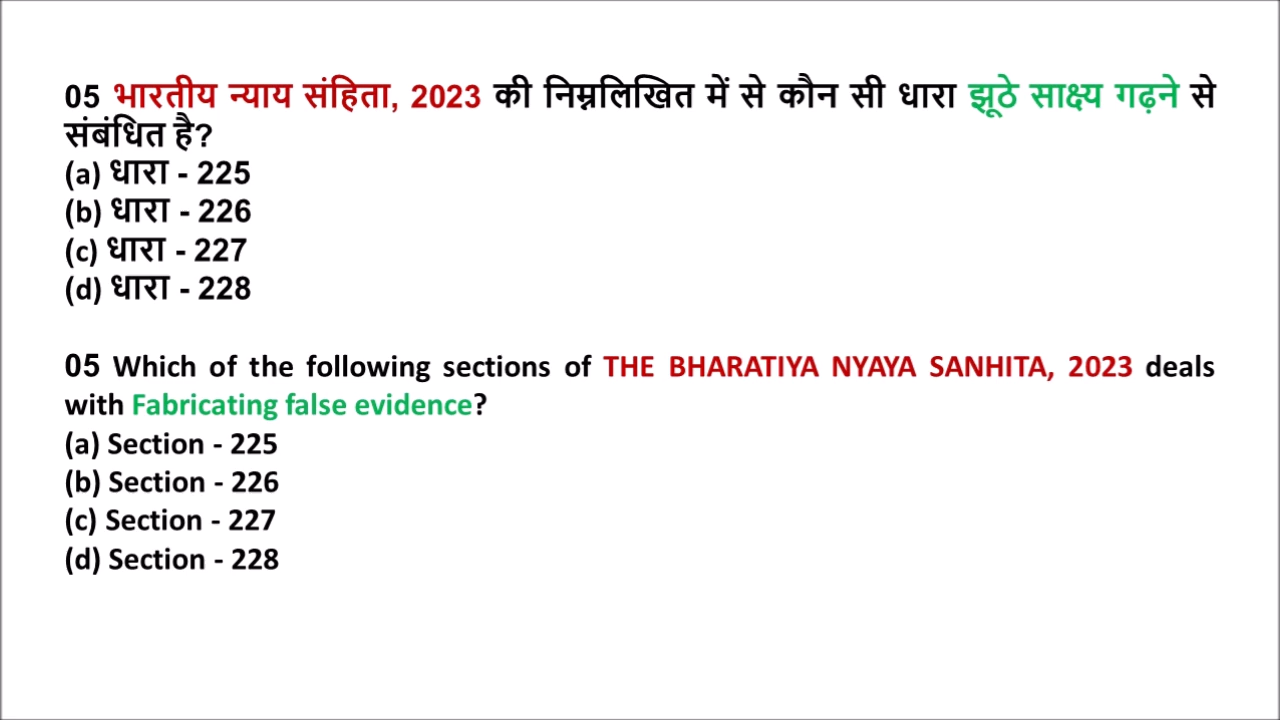 05 भारतीय न्याय संहिता, 2023 की निम्नलिखित में से कौन सी धारा झूठे साक्ष्य गढ़ने से
संबंधित है?
(a) धारा - 225
(b) धारा - 226
(c) धारा - 227
(d) धारा - 228
05 Which of the following sections of THE BHARATIYA NYAYA SANHITA, 2023 deals
with Fabricating false evidence?
(a) Section - 225
(b) Section - 226
(c) Section - 227
(d) Section - 228